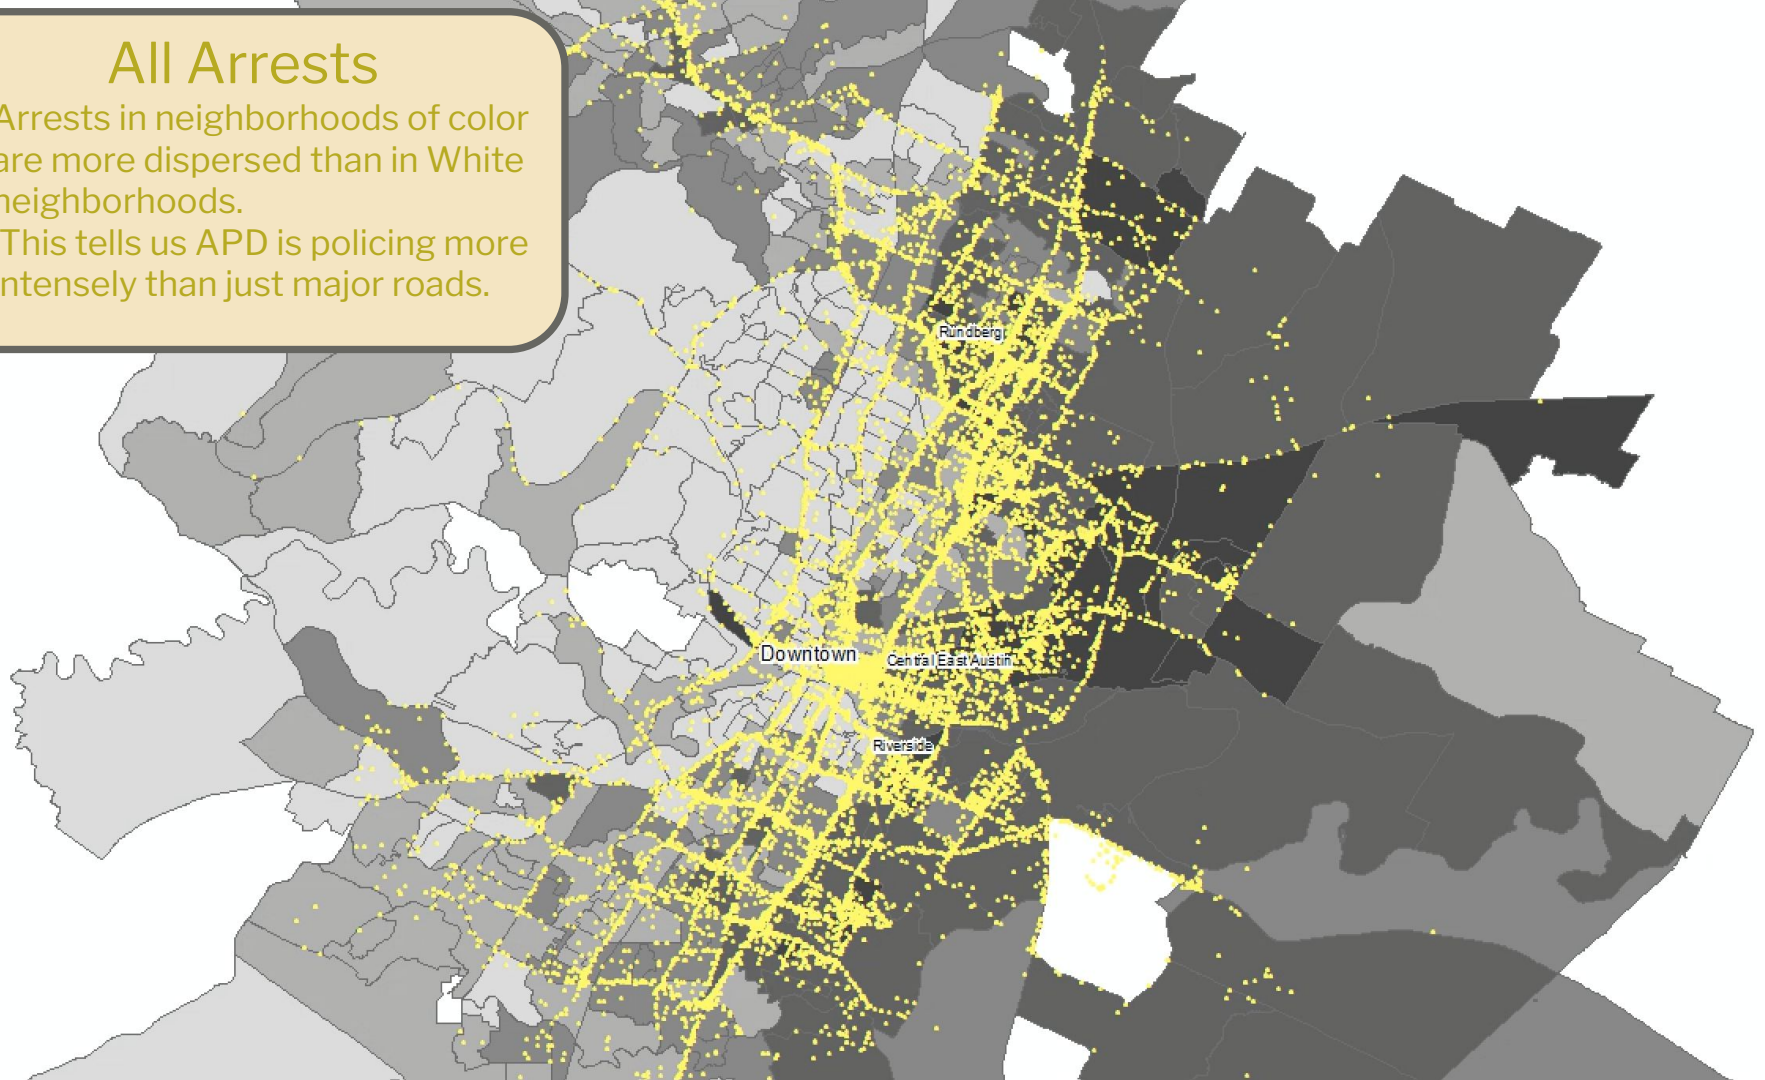 All Arrests
Arrests in neighborhoods of color
are more dispersed than in White
neighborhoods.
This tells us APD is policing more
intensely than just major roads.
Rundberg
Downtown
Central East Austin
Riverside